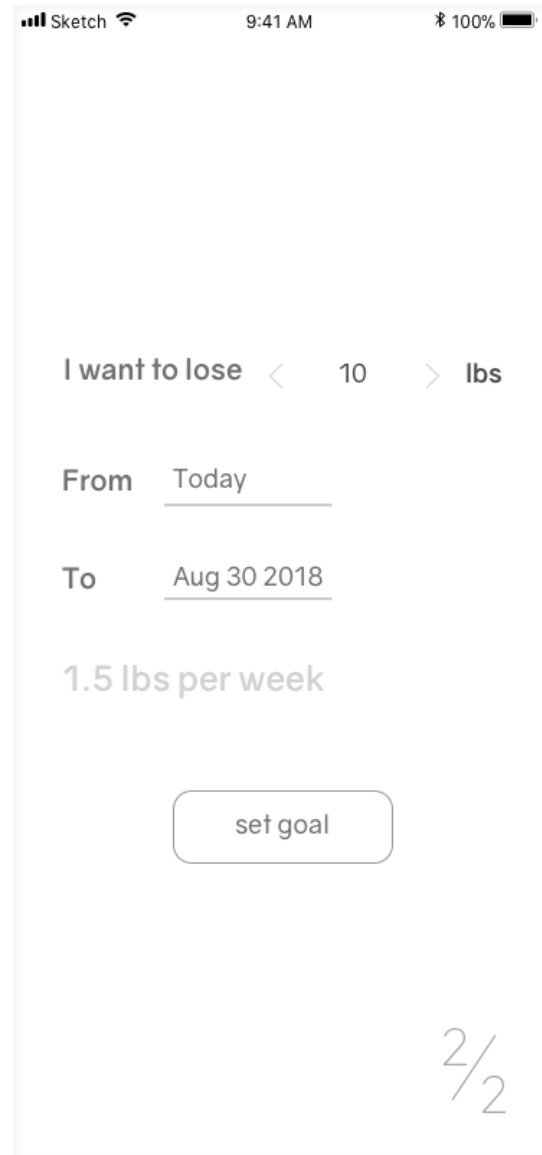 Sketch 9:41 AM 100%
I want to lose < 10 > lbs
From Today
To Aug 30 2018
1.5 lbs per week
set goal
2/2